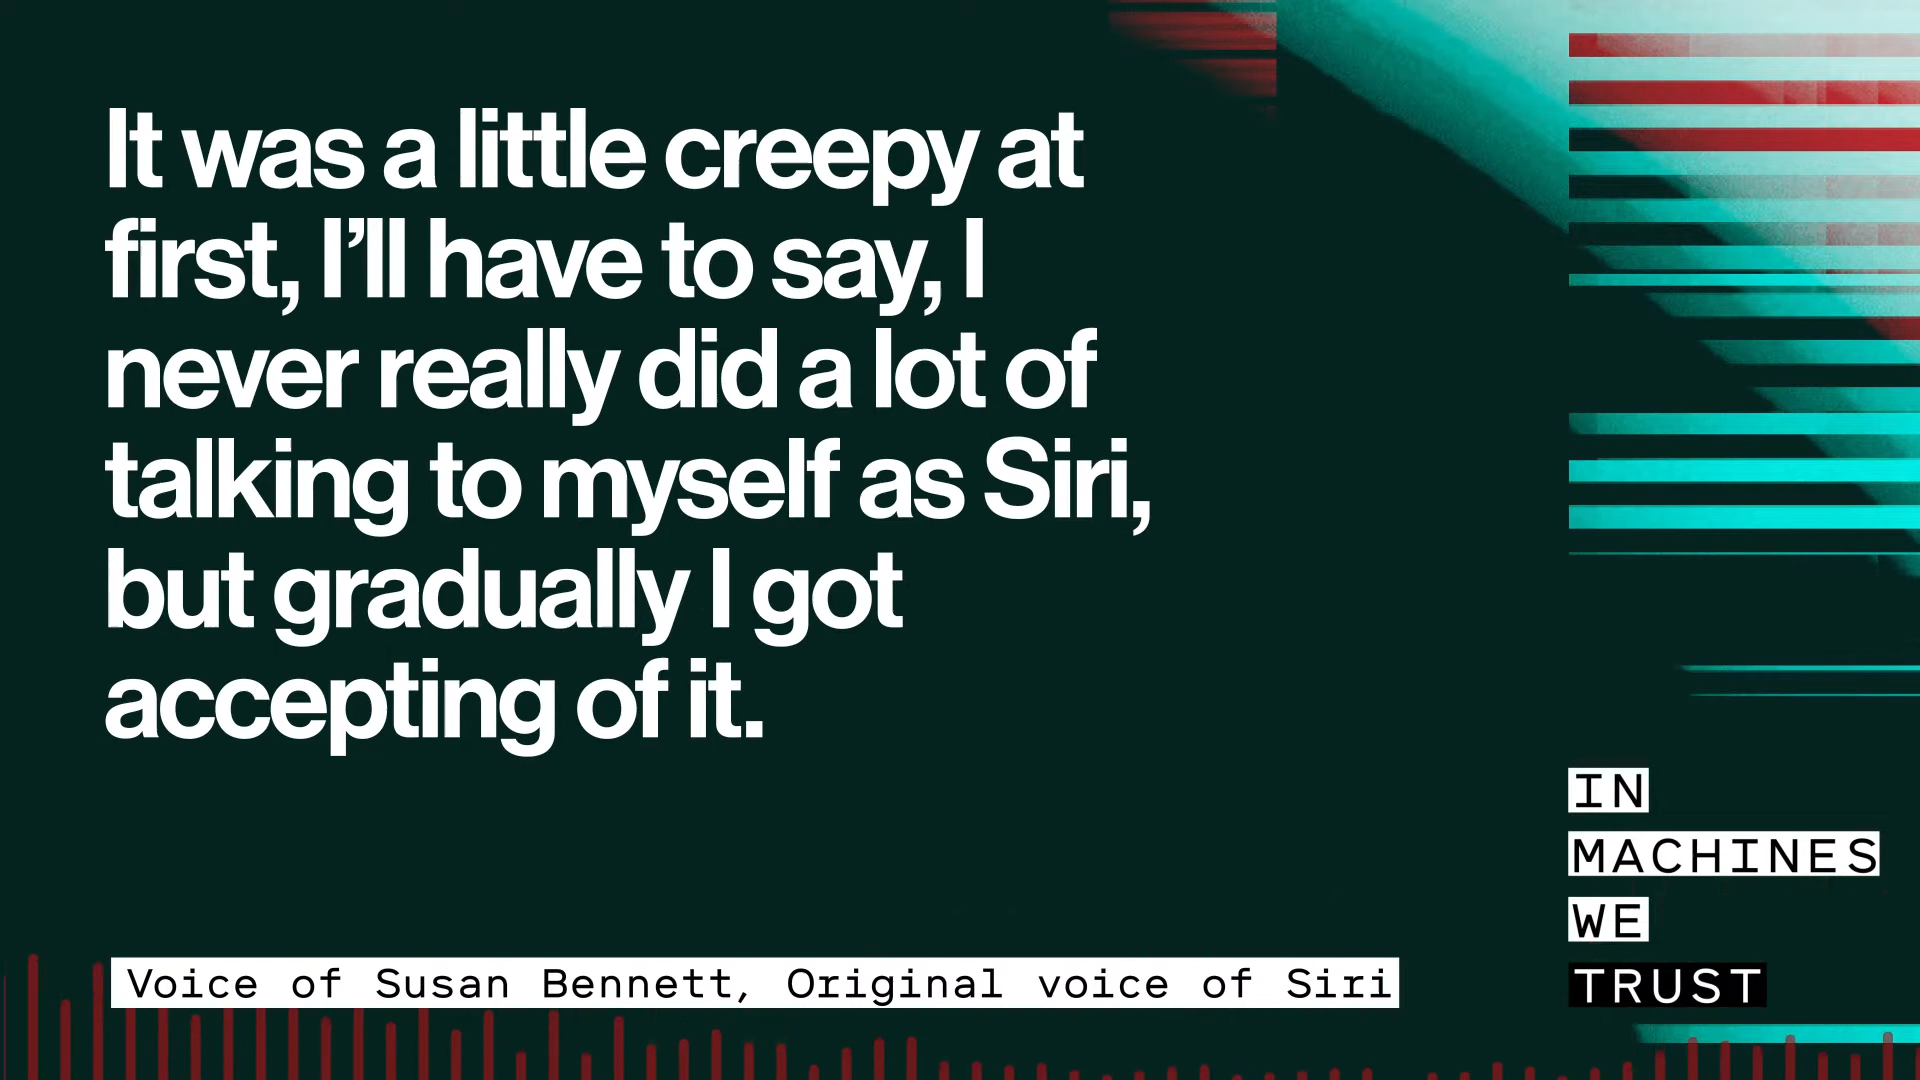 It was a little creepy at
first, I’ll have to say, I
never really did a lot of
talking to myself as Siri,
but gradually I got
accepting of it.
Voice of Susan Bennett, Original voice of Siri
IN
MACHINES
WE
TRUST